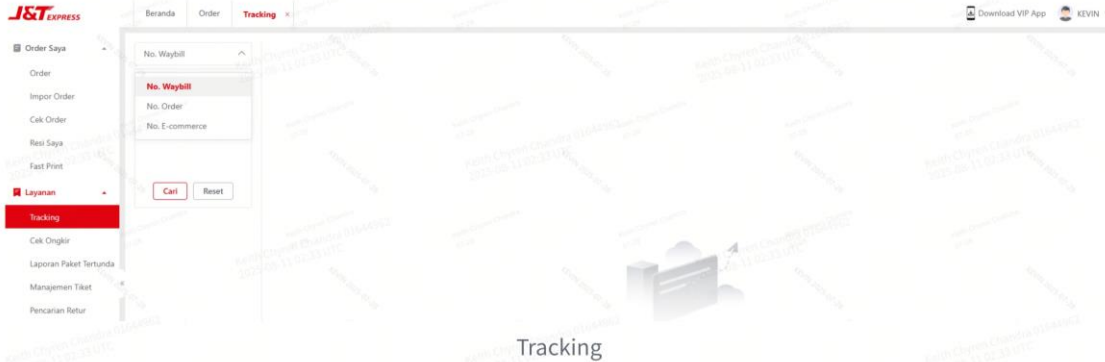 J&T EXPRESS
Beranda Order Tracking ×
Download VIP App KEVIN
Order Saya
Order
Impor Order
Cek Order
Resi Saya
Fast Print
Layanan
Tracking
Cek Ongkir
Laporan Paket Tertunda
Manajemen Tiket
Pencarian Retur
No. Waybill
No. Waybill
No. Order
No. E-commerce
Cari Reset
Tracking